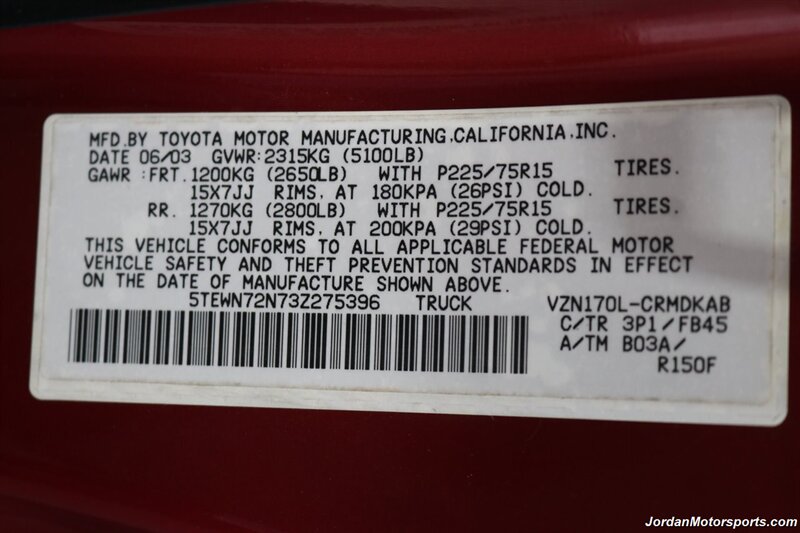 MFD.BY TOYOTA MOTOR MANUFACTURING,CALIFORNIA,INC.
DATE 06/03 GVWR:2315KG (5100LB)
GAWR :FRT. 1200KG (2650LB) WITH P225/75R15 TIRES.
15X7JJ RIMS, AT 180KPA (26PSI) COLD.
RR. 1270KG (2800LB) WITH P225/75R15 TIRES.
15X7JJ RIMS, AT 200KPA (29PSI) COLD.
THIS VEHICLE CONFORMS TO ALL APPLICABLE FEDERAL MOTOR
VEHICLE SAFETY AND THEFT PREVENTION STANDARDS IN EFFECT
ON THE DATE OF MANUFACTURE SHOWN ABOVE.
5TEWN72N73Z275396 TRUCK VZN170L-CRMDKAB
C/TR 3P1/FB45
A/TM B03A/
R150F
JordanMotorsports.com